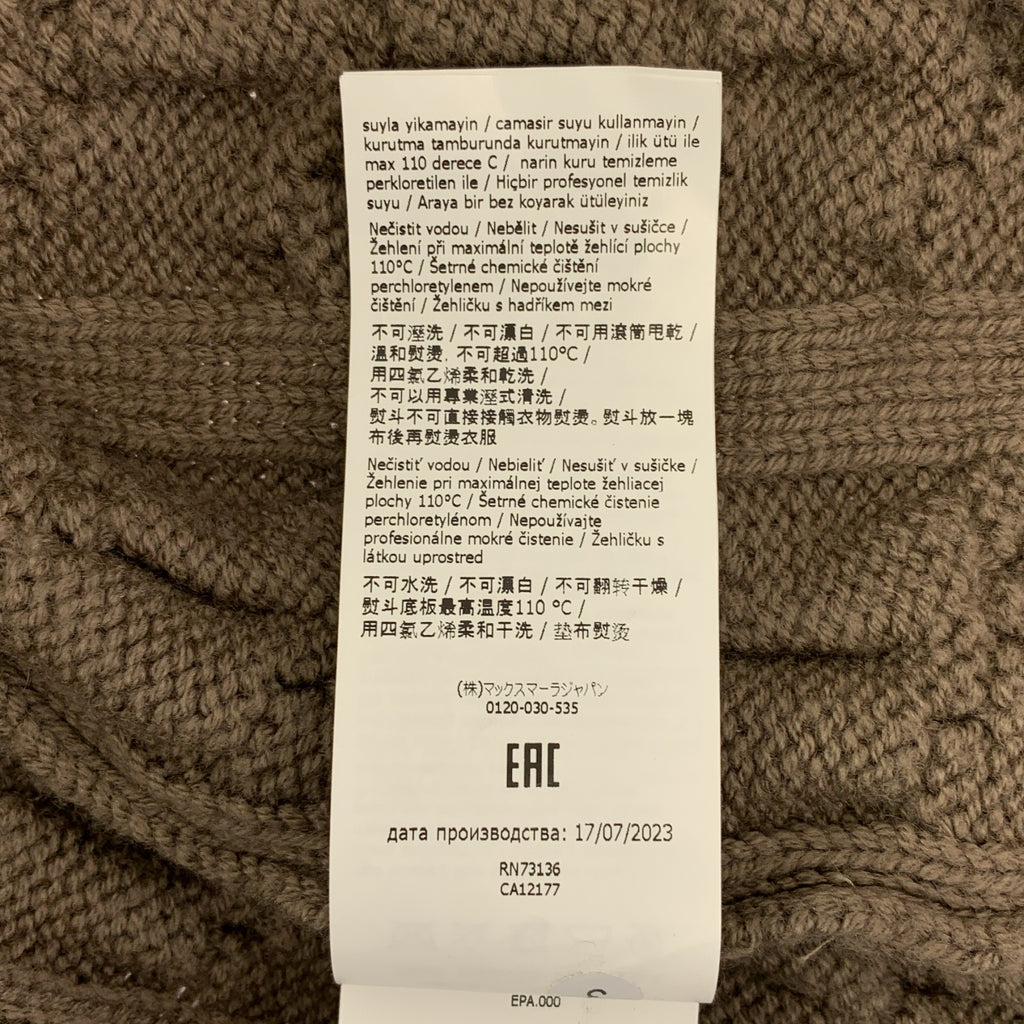 suyla yikamayin / camasir suyu kullanmayin /
kurutma tamburunda kurutmayin / ilik ütü ile
max 110 derece C / narin kuru temizleme
perkloretilen ile / Hiçbir profesyonel temizlik
suyu / Araya bir bez koyarak ütüleyiniz
Nečistit vodou / Nebělit / Nesušit v sušičce /
Žehlení při maximální teplotě žehlící plochy
110°C / Šetrné chemické čištění
perchloretylenem / Nepoužívejte mokré
čištění / Žehličku s hadříkem mezi
不可溼洗 / 不可漂白 / 不可用滾筒甩乾 /
溫和熨燙, 不可超過110°C /
用四氯乙烯柔和乾洗 /
不可以用專業溼式清洗 /
熨斗不可直接接觸衣物熨燙。熨斗放一塊
布後再熨燙衣服
Nečistiť vodou / Nebieliť / Nesušiť v sušičke /
Žehlenie pri maximálnej teplote žehliacej
plochy 110°C / Šetrné chemické čistenie
perchloretylénom / Nepoužívajte
profesionálne mokré čistenie / Žehličku s
látkou uprostred
不可水洗 / 不可漂白 / 不可翻转干燥 /
熨斗底板最高温度110 °C /
用四氯乙烯柔和干洗 / 垫布熨烫
(株)マックスマーラジャパン
0120-030-535
EAC
дата производства: 17/07/2023
RN73136
CA12177
EPA.000